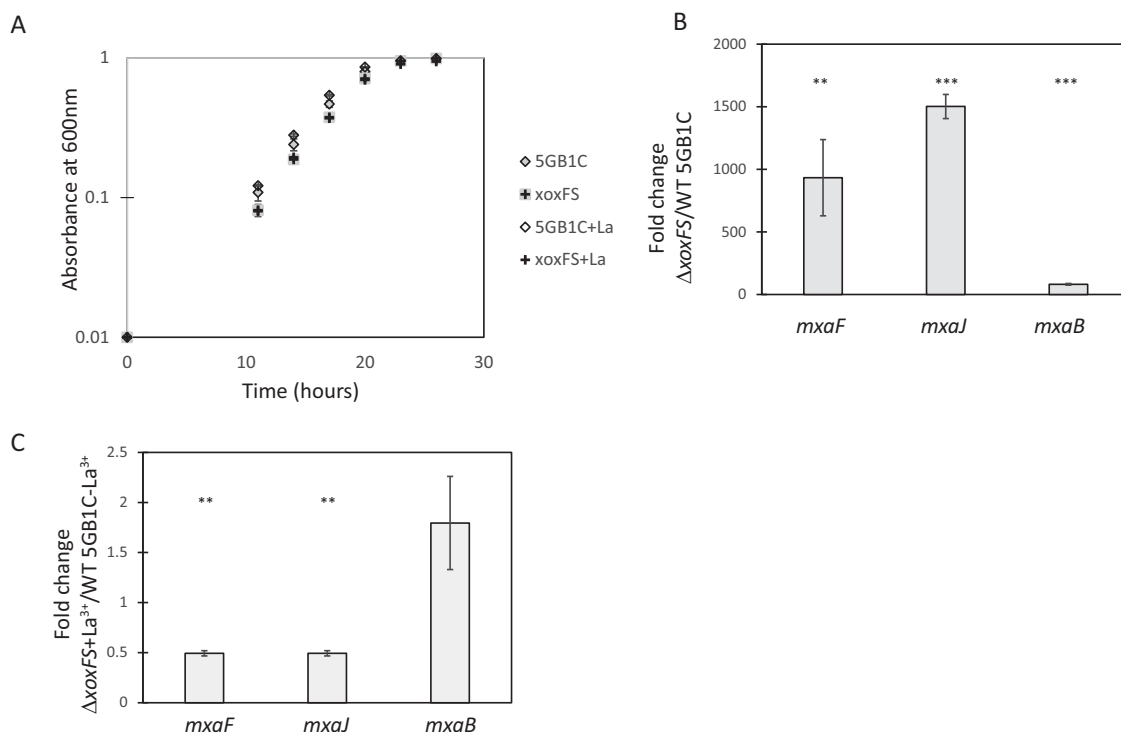 A
1
0.1
0.01
0
10
20
30
Absorbance at 600nm
Time (hours)
5GB1C
xoxFS
5GB1C+La
xoxFS+La
B
2000
1500
1000
500
0
Fold change
ΔxoxFS/WT 5GB1C
**
***
***
mxaF
mxaJ
mxaB
C
2.5
2
1.5
1
0.5
0
Fold change
ΔxoxFS+La³⁺/WT 5GB1C-La³⁺
**
**
mxaF
mxaJ
mxaB